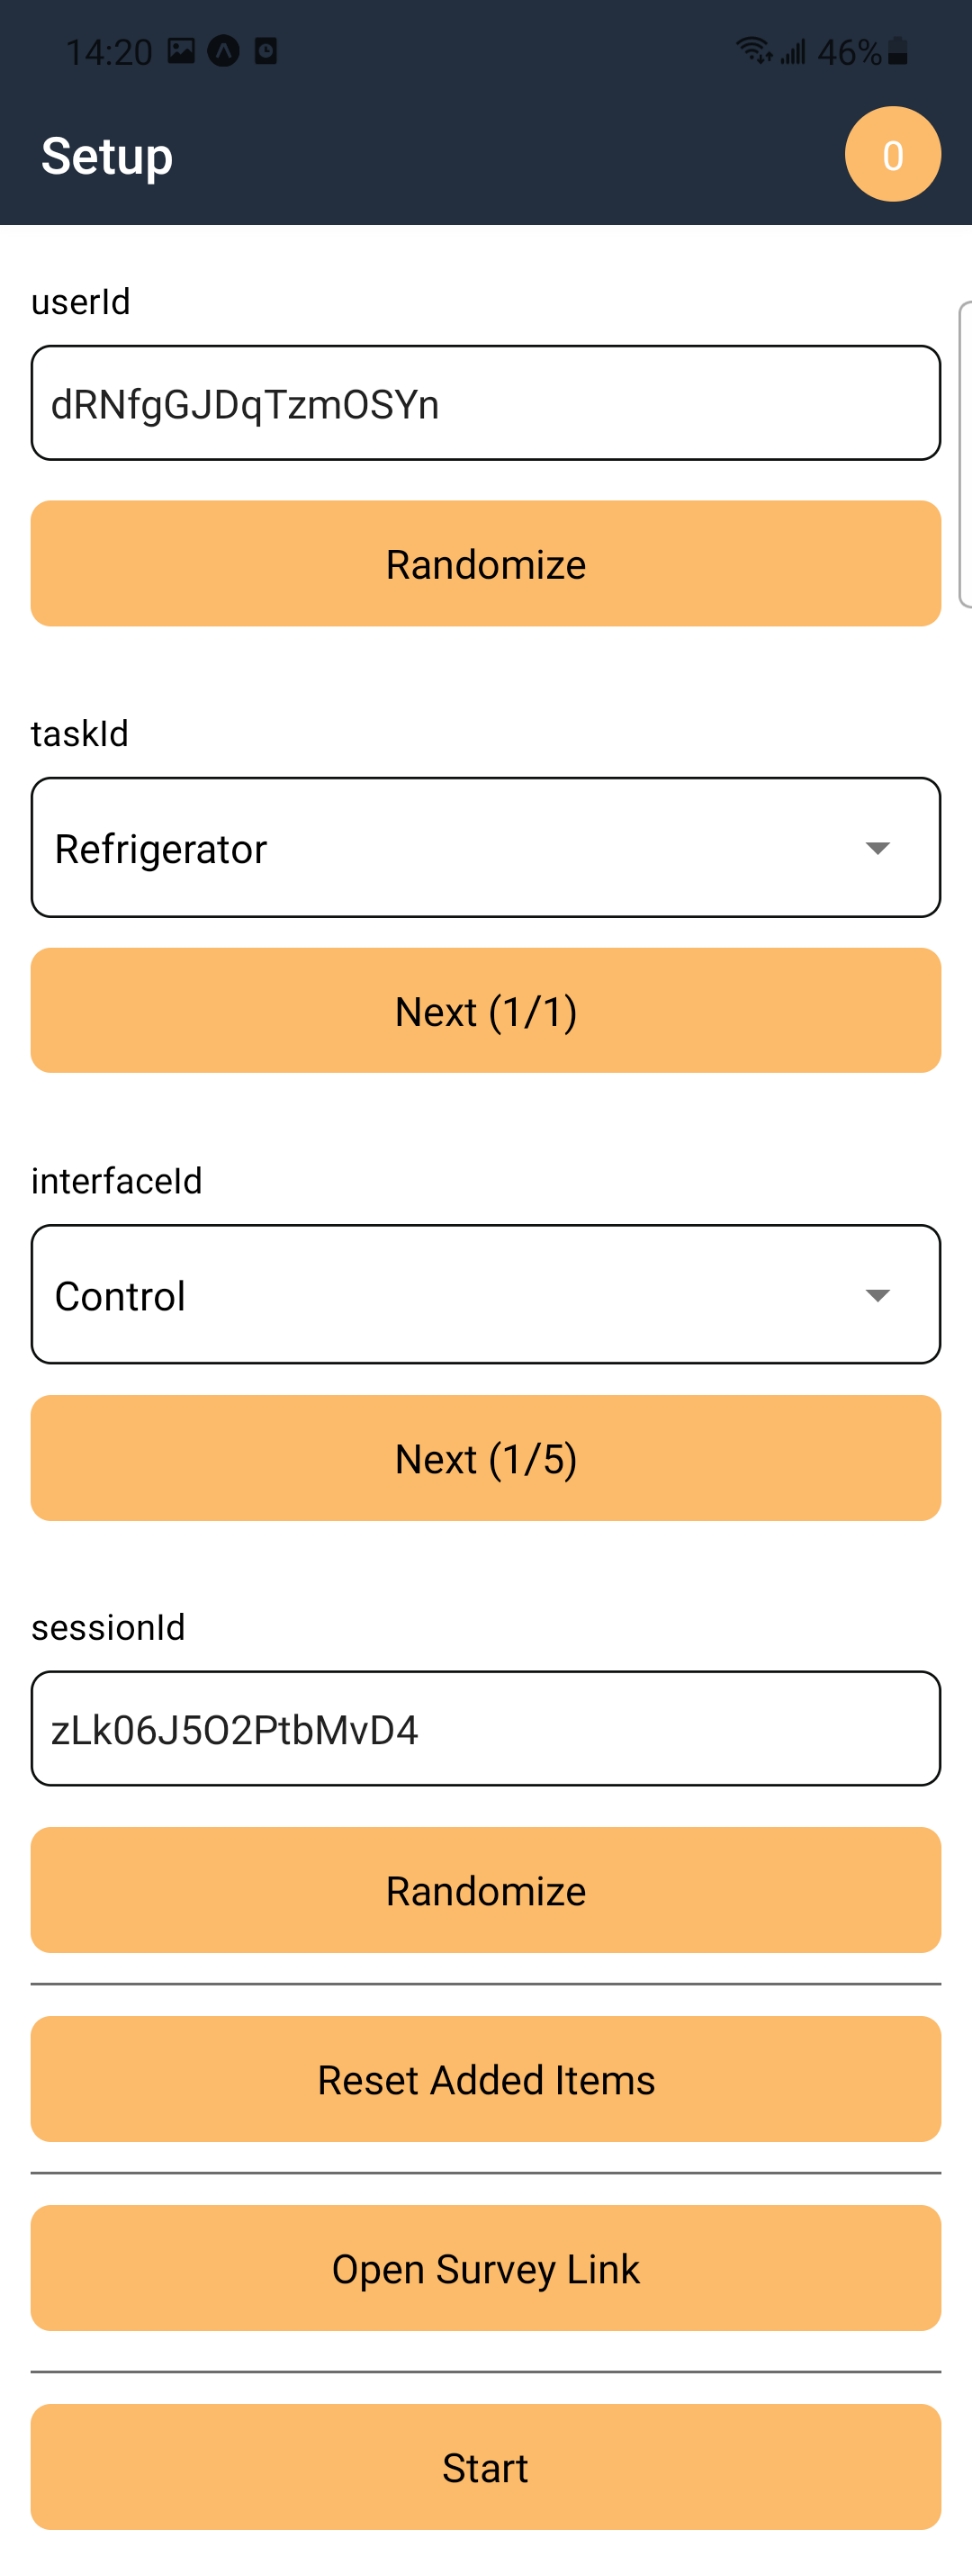 14:20
46%
Setup
0
userId
dRNfgGJDqTzmOSYn
Randomize
taskId
Refrigerator
Next (1/1)
interfaceId
Control
Next (1/5)
sessionId
zLk06J5O2PtbMvD4
Randomize
Reset Added Items
Open Survey Link
Start